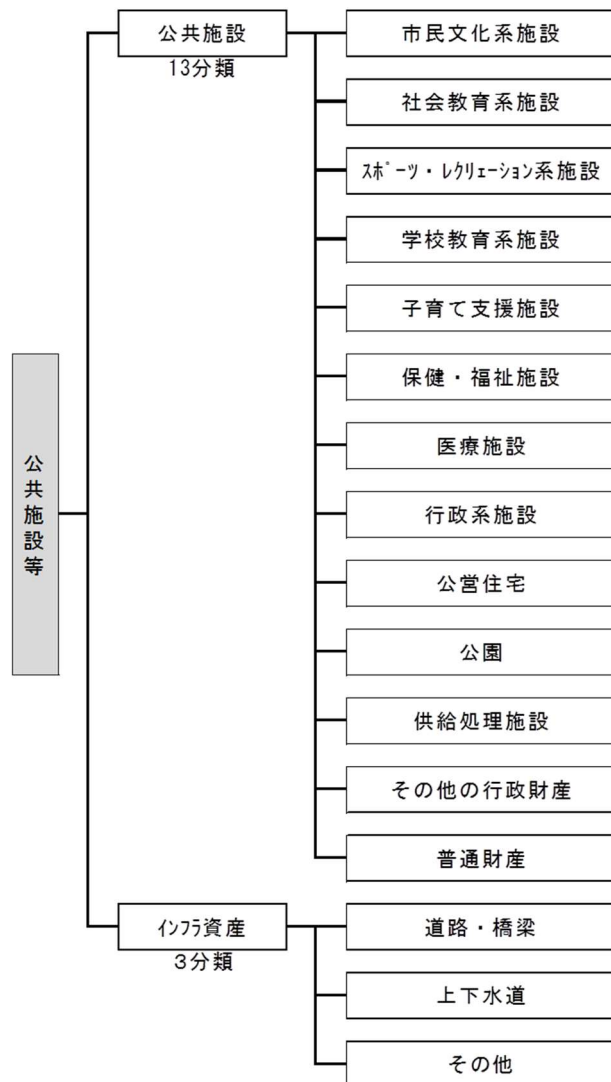 公共施設等
公共施設
13分類
市民文化系施設
社会教育系施設
ｽﾎﾟｰﾂ・ﾚｸﾘｪｰｼｮﾝ系施設
学校教育系施設
子育て支援施設
保健・福祉施設
医療施設
行政系施設
公営住宅
公園
供給処理施設
その他の行政財産
普通財産
ｲﾝﾌﾗ資産
３分類
道路・橋梁
上下水道
その他